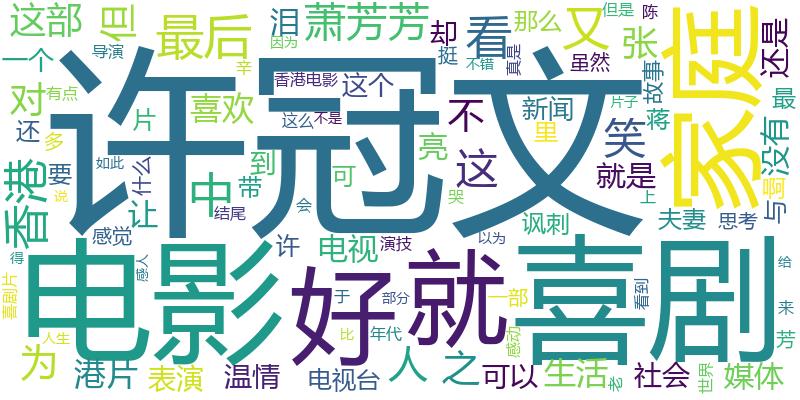 这部
但
最后
泪
萧芳芳
却
看
那么
又
但是
陈
张
家庭
还是
一个
导演
因为
挺
不错
真是
虽然
故事
对
有点
辛
香港电影
这个
许冠文
还
多
片
喜欢
这么
不是
不
新闻
里
笑
片子
蒋
最
没有
香港
要
如此
什么
中
到
带
可
亮
这
就是
啊
说
让
结尾
会
哭
讽刺
上
夫妻
思考
与
得
感觉
感人
许
电视
演技
以为
电影
好
就
喜剧
喜剧片
于
部分
一部
看到
给
来
人生
比
年代
感动
芳
为
港片
表演
温情
电视台
人
之
可以
生活
老
社会
世界
媒体